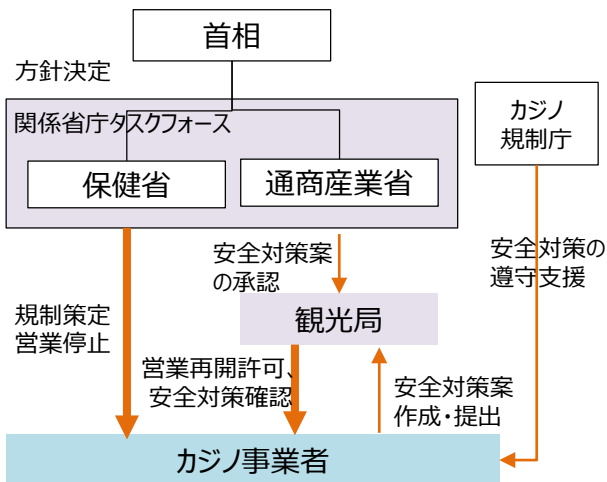 首相
方針決定
関係省庁タスクフォース
保健省
通商産業省
カジノ
規制庁
安全対策案
の承認
安全対策の
遵守支援
規制策定
営業停止
観光局
営業再開許可、
安全対策確認
安全対策案
作成・提出
カジノ事業者